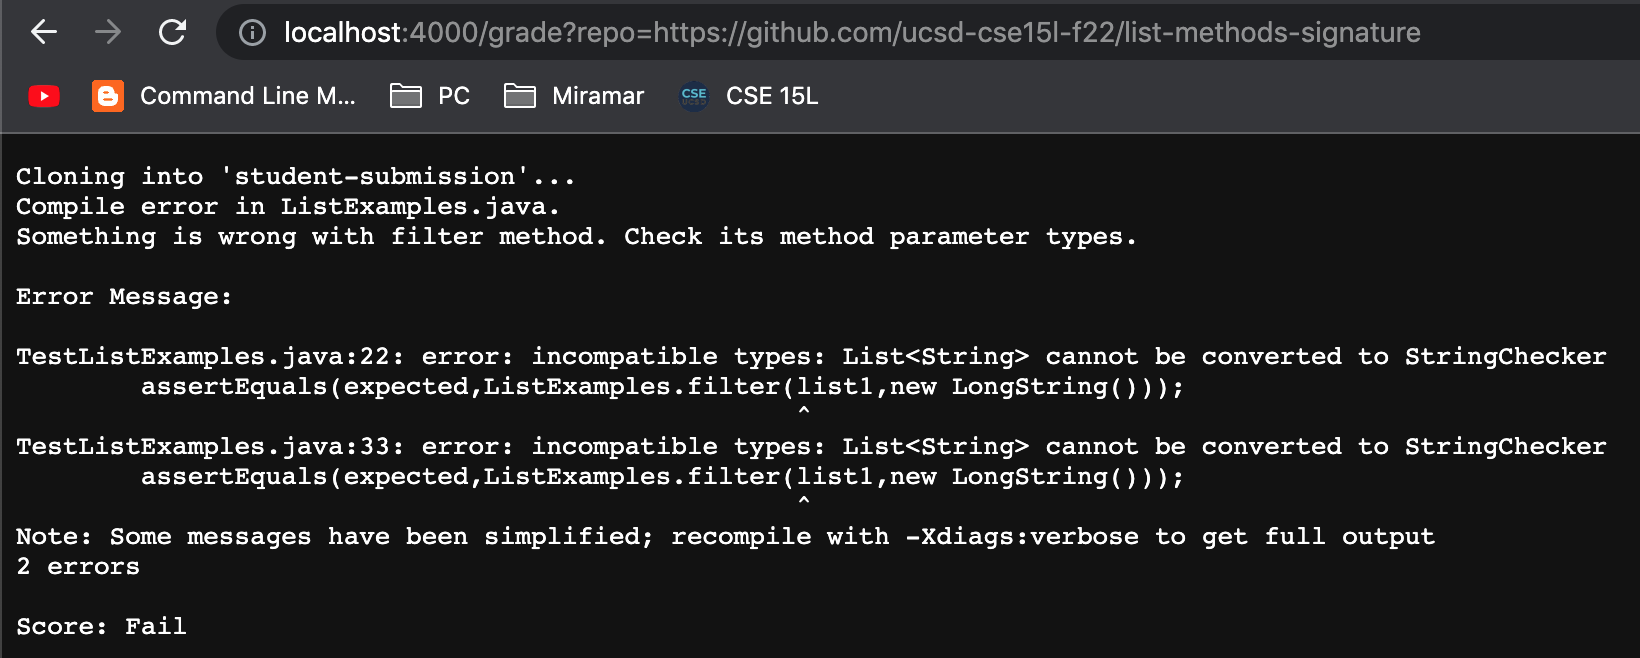 localhost:4000/grade?repo=https://github.com/ucsd-cse15l-f22/list-methods-signature
Command Line M... PC Miramar CSE UCSD CSE 15L
Cloning into 'student-submission'...
Compile error in ListExamples.java.
Something is wrong with filter method. Check its method parameter types.
Error Message:
TestListExamples.java:22: error: incompatible types: List<String> cannot be converted to StringChecker
        assertEquals(expected,ListExamples.filter(list1,new LongString()));
                                                  ^
TestListExamples.java:33: error: incompatible types: List<String> cannot be converted to StringChecker
        assertEquals(expected,ListExamples.filter(list1,new LongString()));
                                                  ^
Note: Some messages have been simplified; recompile with -Xdiags:verbose to get full output
2 errors
Score: Fail